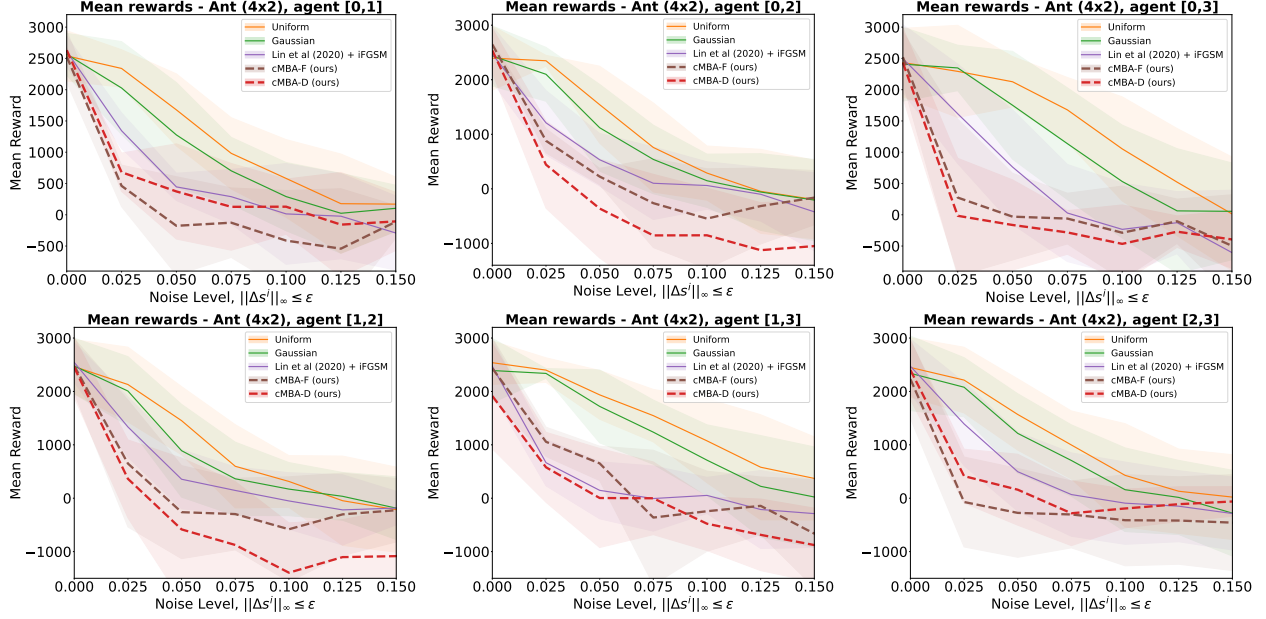 Mean rewards - Ant (4x2), agent [0,1]
Mean Reward
3000
2500
2000
1500
1000
500
0
−500
Uniform
Gaussian
Lin et al (2020) + iFGSM
cMBA-F (ours)
cMBA-D (ours)
0.000 0.025 0.050 0.075 0.100 0.125 0.150
Noise Level, ||Δsⁱ||∞ ≤ ε
Mean rewards - Ant (4x2), agent [0,2]
Mean Reward
3000
2000
1000
0
−1000
Uniform
Gaussian
Lin et al (2020) + iFGSM
cMBA-F (ours)
cMBA-D (ours)
0.000 0.025 0.050 0.075 0.100 0.125 0.150
Noise Level, ||Δsⁱ||∞ ≤ ε
Mean rewards - Ant (4x2), agent [0,3]
Mean Reward
3000
2500
2000
1500
1000
500
0
−500
Uniform
Gaussian
Lin et al (2020) + iFGSM
cMBA-F (ours)
cMBA-D (ours)
0.000 0.025 0.050 0.075 0.100 0.125 0.150
Noise Level, ||Δsⁱ||∞ ≤ ε
Mean rewards - Ant (4x2), agent [1,2]
Mean Reward
3000
2000
1000
0
−1000
Uniform
Gaussian
Lin et al (2020) + iFGSM
cMBA-F (ours)
cMBA-D (ours)
0.000 0.025 0.050 0.075 0.100 0.125 0.150
Noise Level, ||Δsⁱ||∞ ≤ ε
Mean rewards - Ant (4x2), agent [1,3]
Mean Reward
3000
2000
1000
0
−1000
Uniform
Gaussian
Lin et al (2020) + iFGSM
cMBA-F (ours)
cMBA-D (ours)
0.000 0.025 0.050 0.075 0.100 0.125 0.150
Noise Level, ||Δsⁱ||∞ ≤ ε
Mean rewards - Ant (4x2), agent [2,3]
Mean Reward
3000
2000
1000
0
−1000
Uniform
Gaussian
Lin et al (2020) + iFGSM
cMBA-F (ours)
cMBA-D (ours)
0.000 0.025 0.050 0.075 0.100 0.125 0.150
Noise Level, ||Δsⁱ||∞ ≤ ε